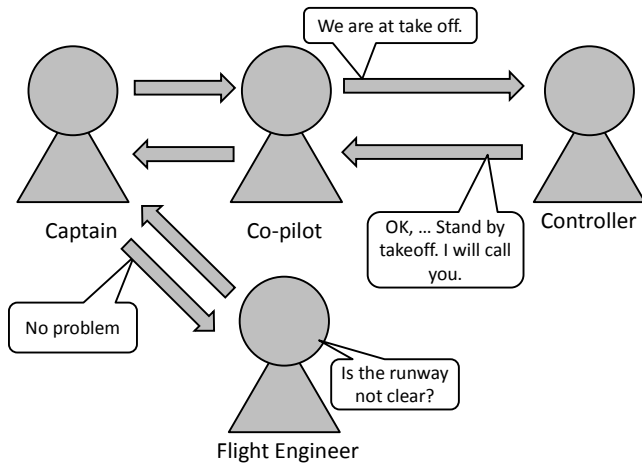 We are at take off.
Captain
Co-pilot
Controller
OK, ... Stand by
takeoff. I will call
you.
No problem
Is the runway
not clear?
Flight Engineer